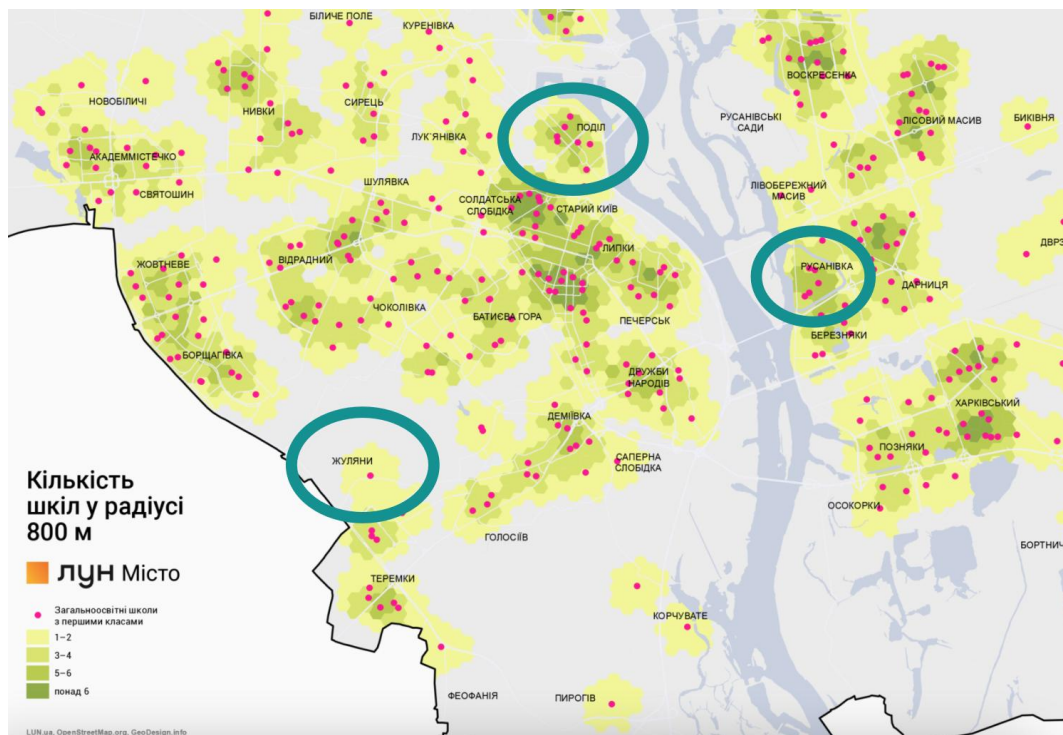 БІЛИЧЕ ПОЛЕ
КУРЕНІВКА
ВОСКРЕСЕНКА
НОВОБІЛИЧІ
НИВКИ
СИРЕЦЬ
ЛУК'ЯНІВКА
ПОДІЛ
РУСАНІВСЬКІ
САДИ
ЛІСОВИЙ МАСИВ
БИКІВНЯ
АКАДЕММІСТЕЧКО
СВЯТОШИН
ШУЛЯВКА
СОЛДАТСЬКА
СЛОБІДКА
СТАРИЙ КИЇВ
ЛІВОБЕРЕЖНИЙ
МАСИВ
ДВРЗ
ЖОВТНЕВЕ
ВІДРАДНИЙ
ЛИПКИ
РУСАНІВКА
ДАРНИЦЯ
ЧОКОЛІВКА
БАТИЄВА ГОРА
ПЕЧЕРСЬК
БЕРЕЗНЯКИ
БОРЩАГІВКА
ДРУЖБИ
НАРОДІВ
ХАРКІВСЬКИЙ
ДЕМІЇВКА
ПОЗНЯКИ
ЖУЛЯНИ
САПЕРНА
СЛОБІДКА
ОСОКОРКИ
ГОЛОСІЇВ
БОРТНИЧ
ТЕРЕМКИ
КОРЧУВАТЕ
ФЕОФАНІЯ
ПИРОГІВ
Кількість
шкіл у радіусі
800 м
ЛУН Місто
Загальноосвітні школи
з першими класами
1–2
3–4
5–6
понад 6
LUN.ua, OpenStreetMap.org, GeoDesign.info